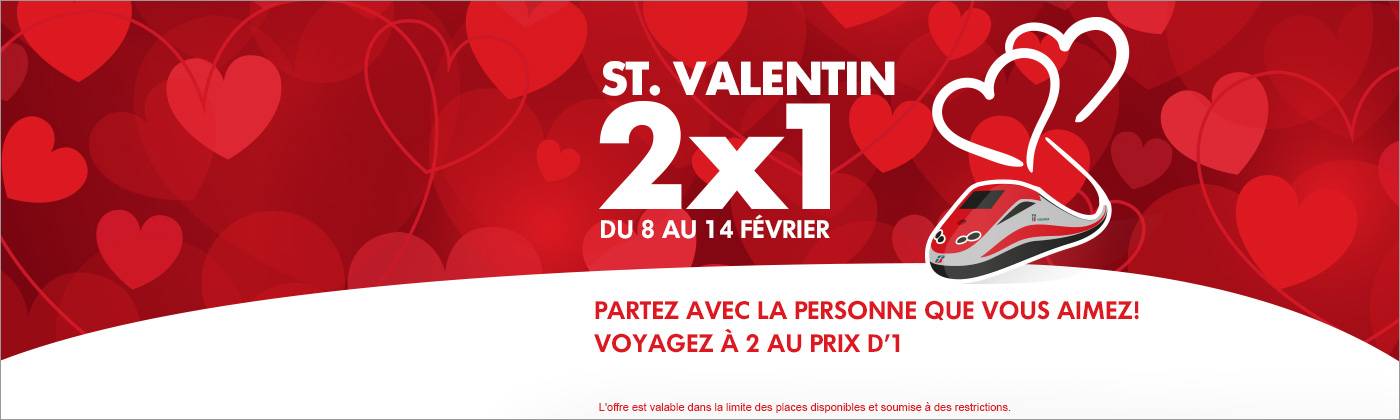 ST. VALENTIN
2x1
DU 8 AU 14 FÉVRIER
PARTEZ AVEC LA PERSONNE QUE VOUS AIMEZ!
VOYAGEZ À 2 AU PRIX D’1
L'offre est valable dans la limite des places disponibles et soumise à des restrictions.